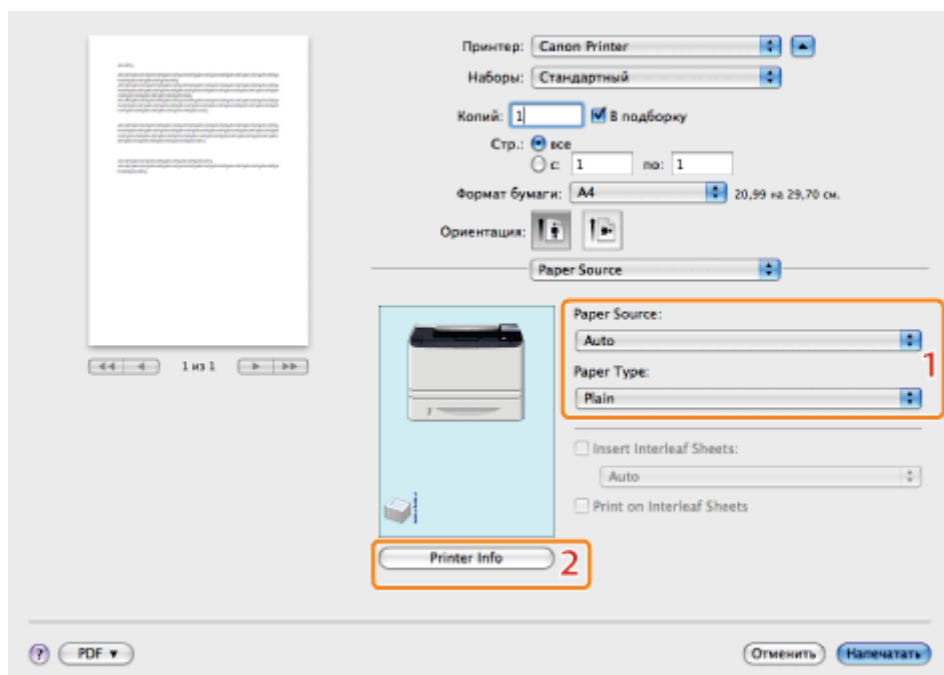 Принтер: Canon Printer
Наборы: Стандартный
Копий: 1 В подборку
Стр.: все
с: 1 по: 1
Формат бумаги: A4 20,99 на 29,70 см.
Ориентация:
Paper Source
1 из 1
Paper Source:
Auto
1
Paper Type:
Plain
Insert Interleaf Sheets:
Auto
Print on Interleaf Sheets
Printer Info 2
? PDF
Отменить Напечатать